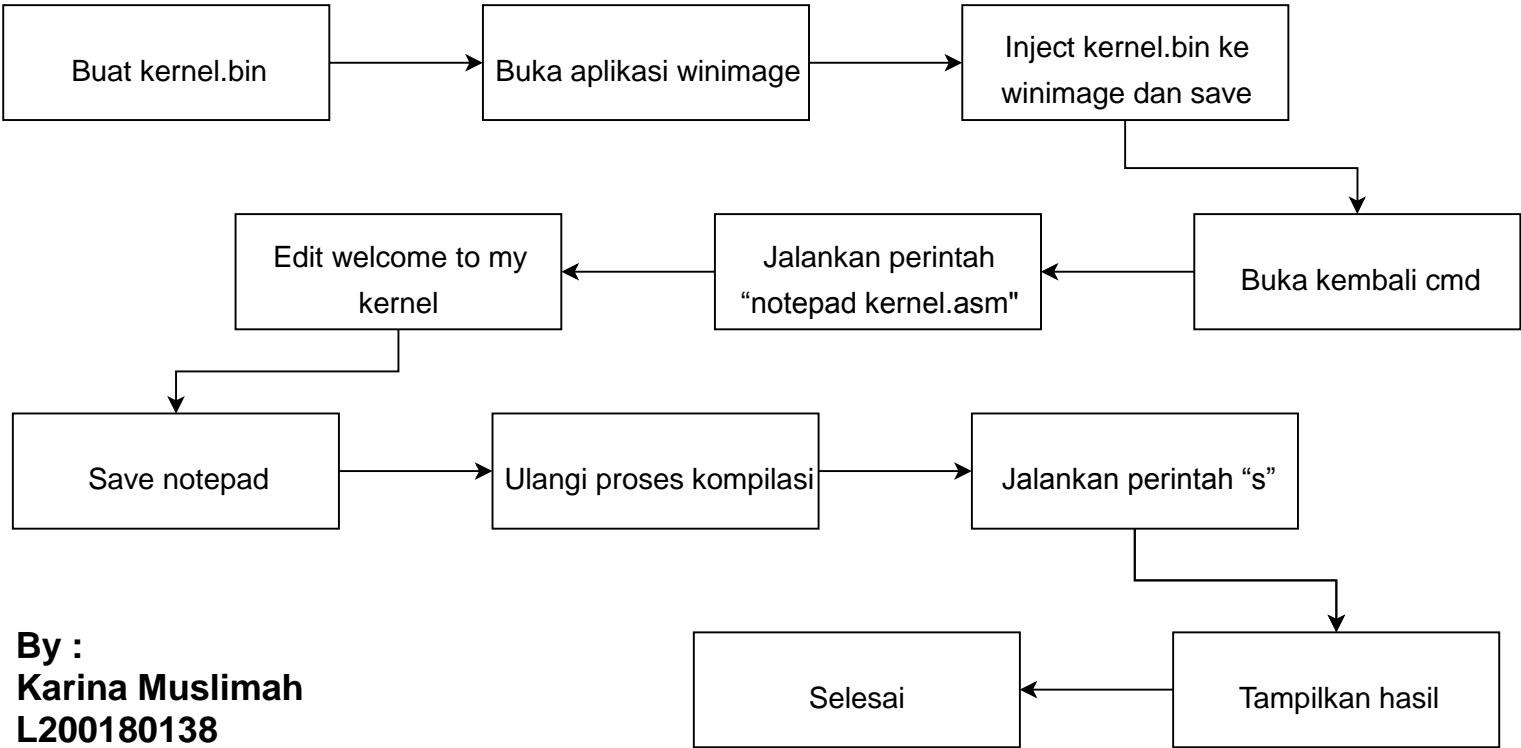 Buat kernel.bin
Buka aplikasi winimage
Inject kernel.bin ke
winimage dan save
Buka kembali cmd
Jalankan perintah
“notepad kernel.asm"
Edit welcome to my
kernel
Save notepad
Ulangi proses kompilasi
Jalankan perintah “s”
Tampilkan hasil
Selesai
By :
Karina Muslimah
L200180138